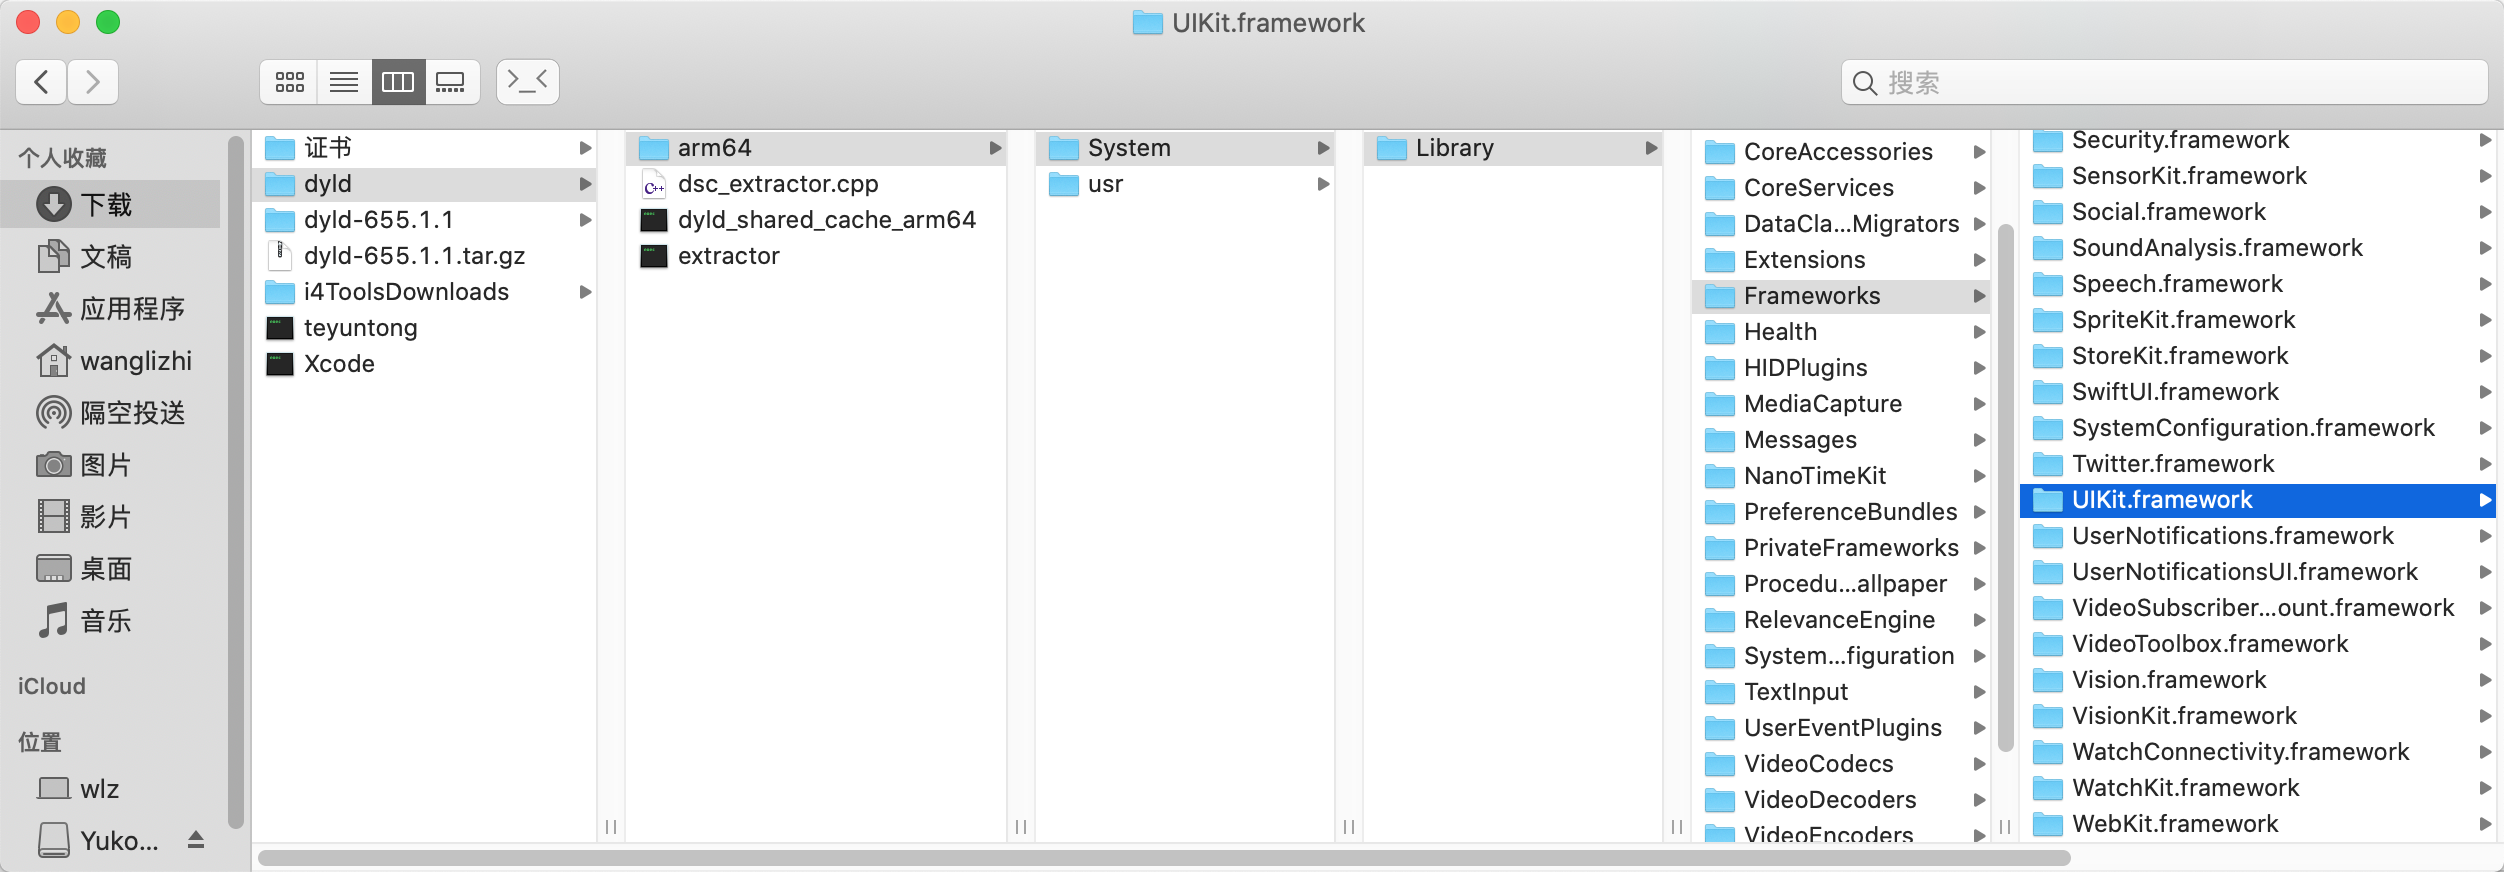 UIKit.framework
搜索
个人收藏
下载
文稿
应用程序
wanglizhi
隔空投送
图片
影片
桌面
音乐
iCloud
位置
wlz
Yuko...
证书
dyld
dyld-655.1.1
dyld-655.1.1.tar.gz
i4ToolsDownloads
teyuntong
Xcode
arm64
dsc_extractor.cpp
dyld_shared_cache_arm64
extractor
System
usr
Library
CoreAccessories
CoreServices
DataCla...Migrators
Extensions
Frameworks
Health
HIDPlugins
MediaCapture
Messages
NanoTimeKit
PreferenceBundles
PrivateFrameworks
Procedu...allpaper
RelevanceEngine
System...figuration
TextInput
UserEventPlugins
VideoCodecs
VideoDecoders
VideoEncoders
Security.framework
SensorKit.framework
Social.framework
SoundAnalysis.framework
Speech.framework
SpriteKit.framework
StoreKit.framework
SwiftUI.framework
SystemConfiguration.framework
Twitter.framework
UIKit.framework
UserNotifications.framework
UserNotificationsUI.framework
VideoSubscriber...ount.framework
VideoToolbox.framework
Vision.framework
VisionKit.framework
WatchConnectivity.framework
WatchKit.framework
WebKit.framework